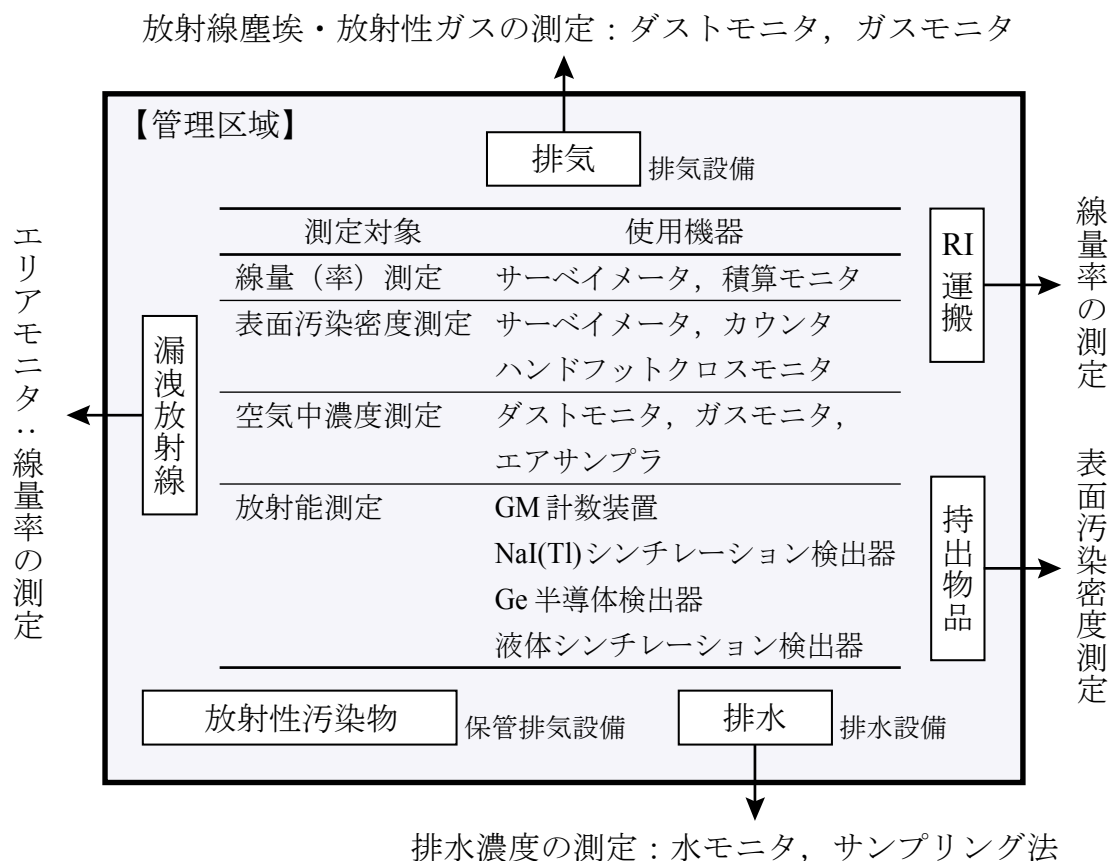 放射線塵埃・放射性ガスの測定：ダストモニタ，ガスモニタ
【管理区域】
排気
排気設備
測定対象 使用機器
線量（率）測定 サーベイメータ，積算モニタ
表面汚染密度測定 サーベイメータ，カウンタ
ハンドフットクロスモニタ
空気中濃度測定 ダストモニタ，ガスモニタ，
エアサンプラ
放射能測定 GM計数装置
NaI(Tl)シンチレーション検出器
Ge半導体検出器
液体シンチレーション検出器
漏洩放射線
エリアモニタ：線量率の測定
RI運搬
線量率の測定
持出物品
表面汚染密度測定
放射性汚染物
保管排気設備
排水
排水設備
排水濃度の測定：水モニタ，サンプリング法